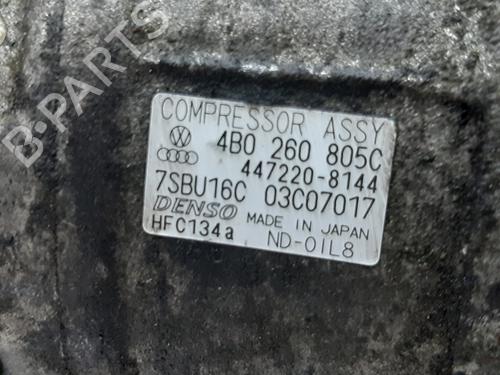 B-PARTS
COMPRESSOR ASSY
4B0 260 805C
447220-8144
7SBU16C 03C07017
DENSO MADE IN JAPAN
HFC134a ND-OIL8